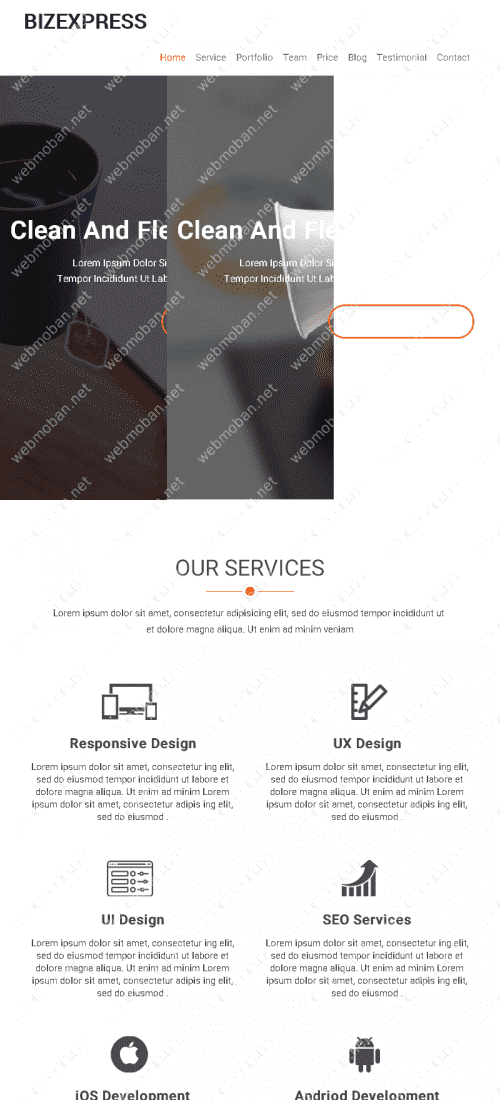 BIZEXPRESS
Home Service Portfolio Team Price Blog Testimonial Contact
Clean And Fle Clean And Fle
Lorem Ipsum Dolor Si Lorem Ipsum Dolor Si
Tempor Incididunt Ut Lab Tempor Incididunt Ut Lab
webmoban.net
OUR SERVICES
Lorem ipsum dolor sit amet, consectetur adipisicing elit, sed do eiusmod tempor incididunt ut
et dolore magna aliqua. Ut enim ad minim veniam
Responsive Design
Lorem ipsum dolor sit amet, consectetur ing elit,
sed do eiusmod tempor incididunt ut labore et
dolore magna aliqua. Ut enim ad minim Lorem
ipsum dolor sit amet, consectetur adipis ing elit,
sed do eiusmod .
UX Design
Lorem ipsum dolor sit amet, consectetur ing elit,
sed do eiusmod tempor incididunt ut labore et
dolore magna aliqua. Ut enim ad minim Lorem
ipsum dolor sit amet, consectetur adipis ing elit,
sed do eiusmod .
UI Design
Lorem ipsum dolor sit amet, consectetur ing elit,
sed do eiusmod tempor incididunt ut labore et
dolore magna aliqua. Ut enim ad minim Lorem
ipsum dolor sit amet, consectetur adipis ing elit,
sed do eiusmod .
SEO Services
Lorem ipsum dolor sit amet, consectetur ing elit,
sed do eiusmod tempor incididunt ut labore et
dolore magna aliqua. Ut enim ad minim Lorem
ipsum dolor sit amet, consectetur adipis ing elit,
sed do eiusmod .
iOS Development
Andriod Development